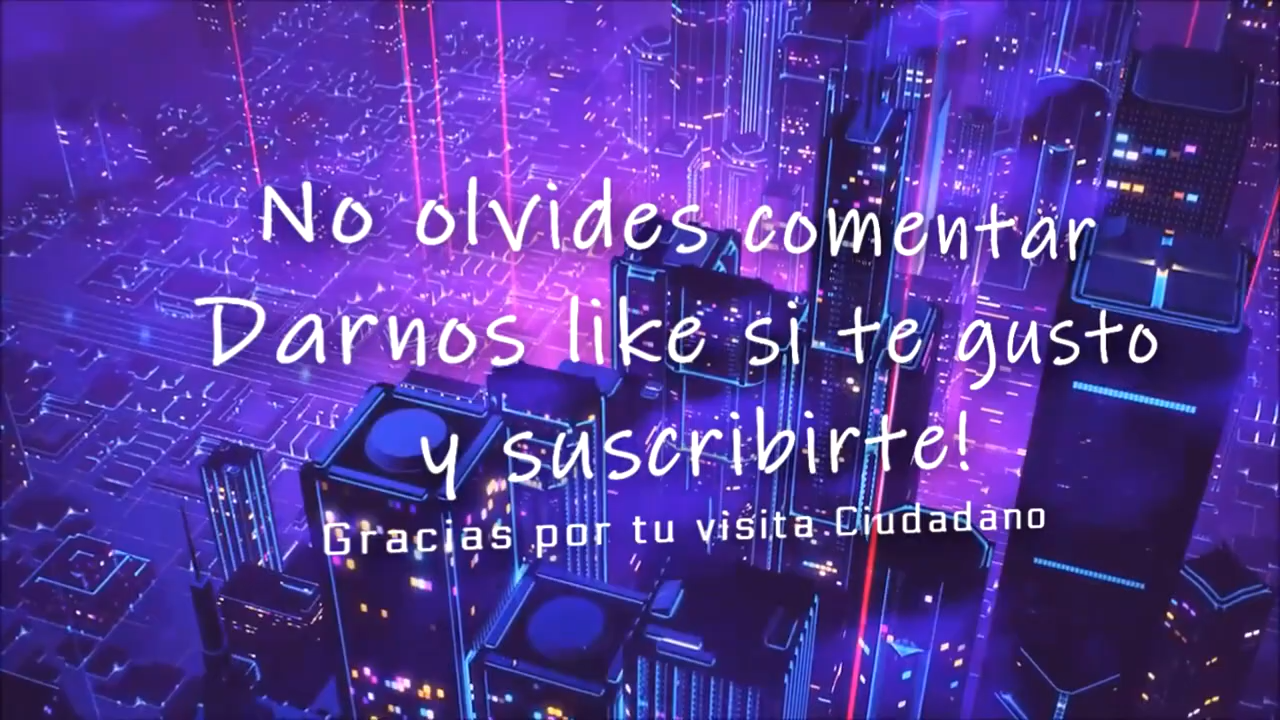 No olvides comentar
Darnos like si te gusto
y suscribirte!
Gracias por tu visita Ciudadano